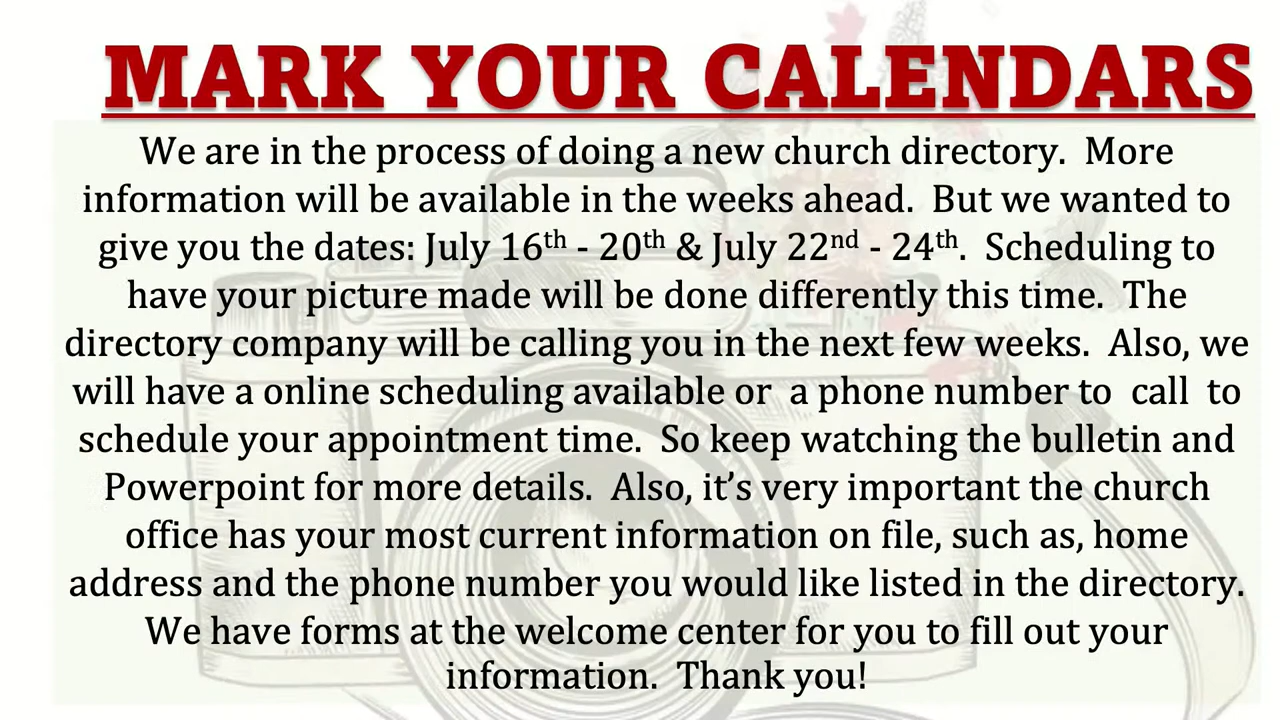 MARK YOUR CALENDARS
We are in the process of doing a new church directory.  More
information will be available in the weeks ahead.  But we wanted to
give you the dates: July 16th - 20th & July 22nd - 24th.  Scheduling to
have your picture made will be done differently this time.  The
directory company will be calling you in the next few weeks.  Also, we
will have a online scheduling available or  a phone number to  call  to
schedule your appointment time.  So keep watching the bulletin and
Powerpoint for more details.  Also, it’s very important the church
office has your most current information on file, such as, home
address and the phone number you would like listed in the directory.
We have forms at the welcome center for you to fill out your
information.  Thank you!